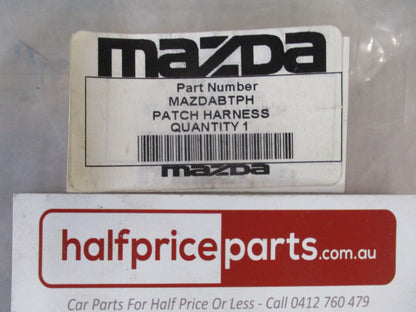 mazda
Part Number
MAZDABTPH
PATCH HARNESS
QUANTITY 1
mazda
halfpriceparts.com.au
Car Parts For Half Price Or Less - Call 0412 760 479